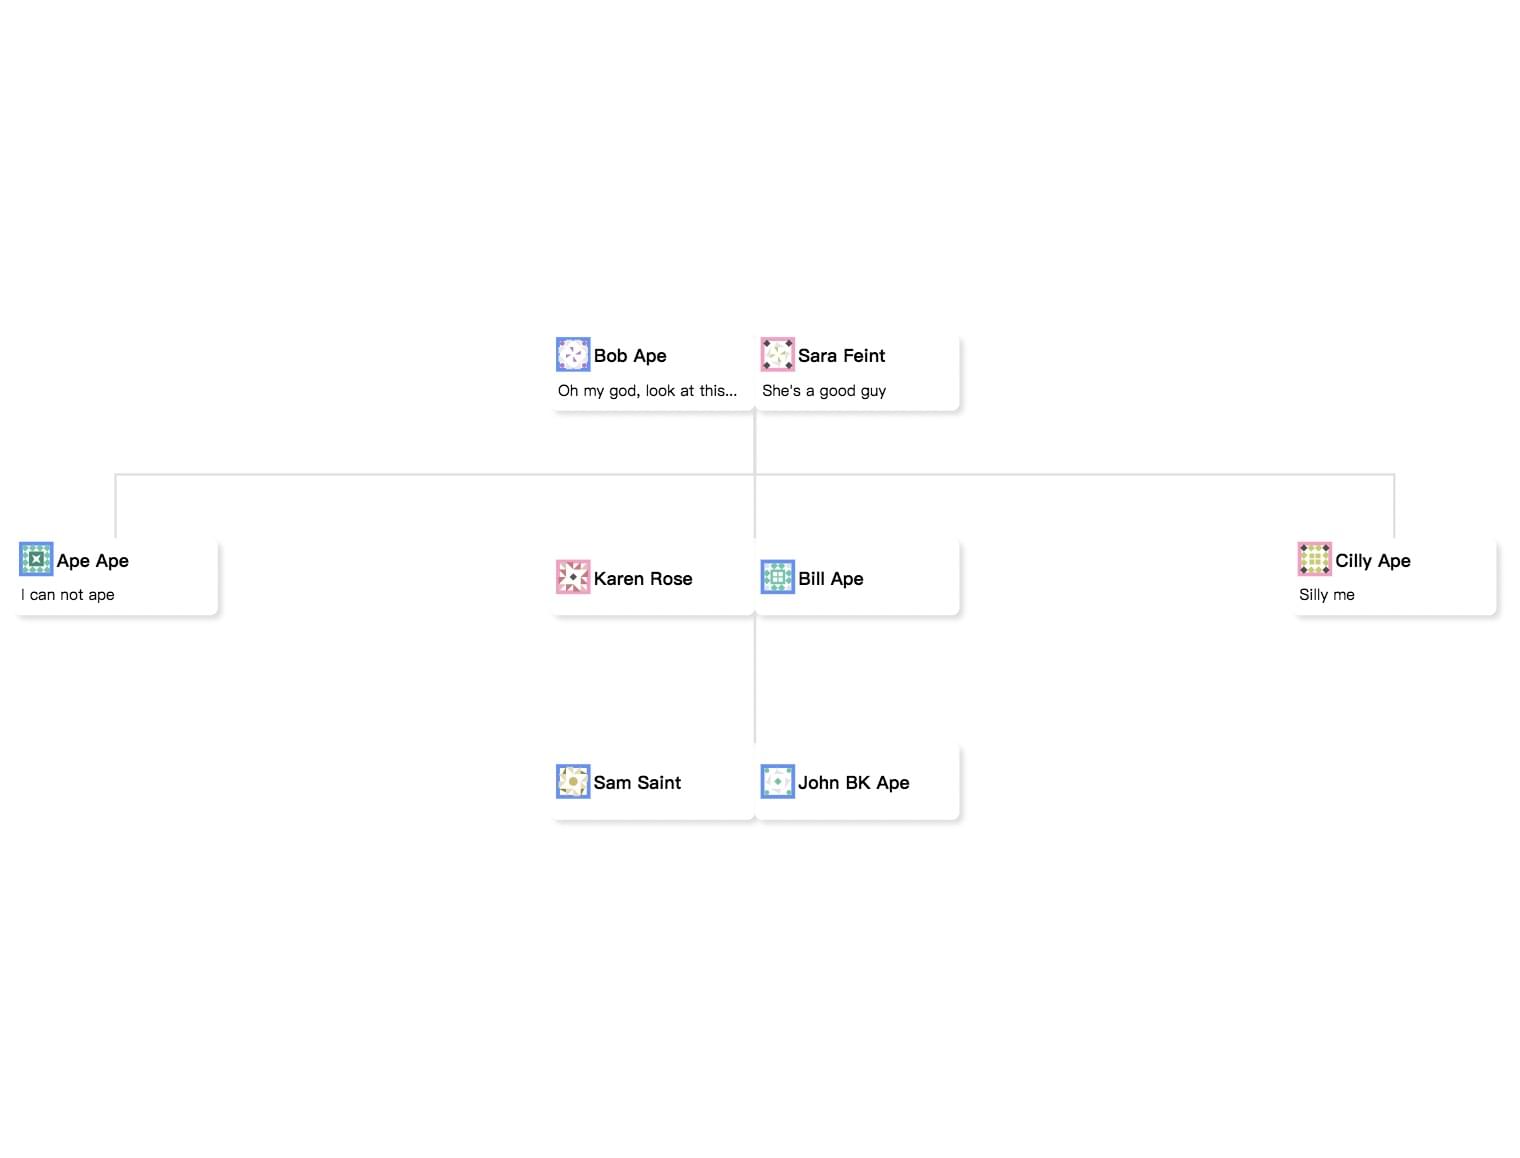 Bob Ape
Oh my god, look at this...
Sara Feint
She's a good guy
Ape Ape
I can not ape
Karen Rose
Bill Ape
Cilly Ape
Silly me
Sam Saint
John BK Ape